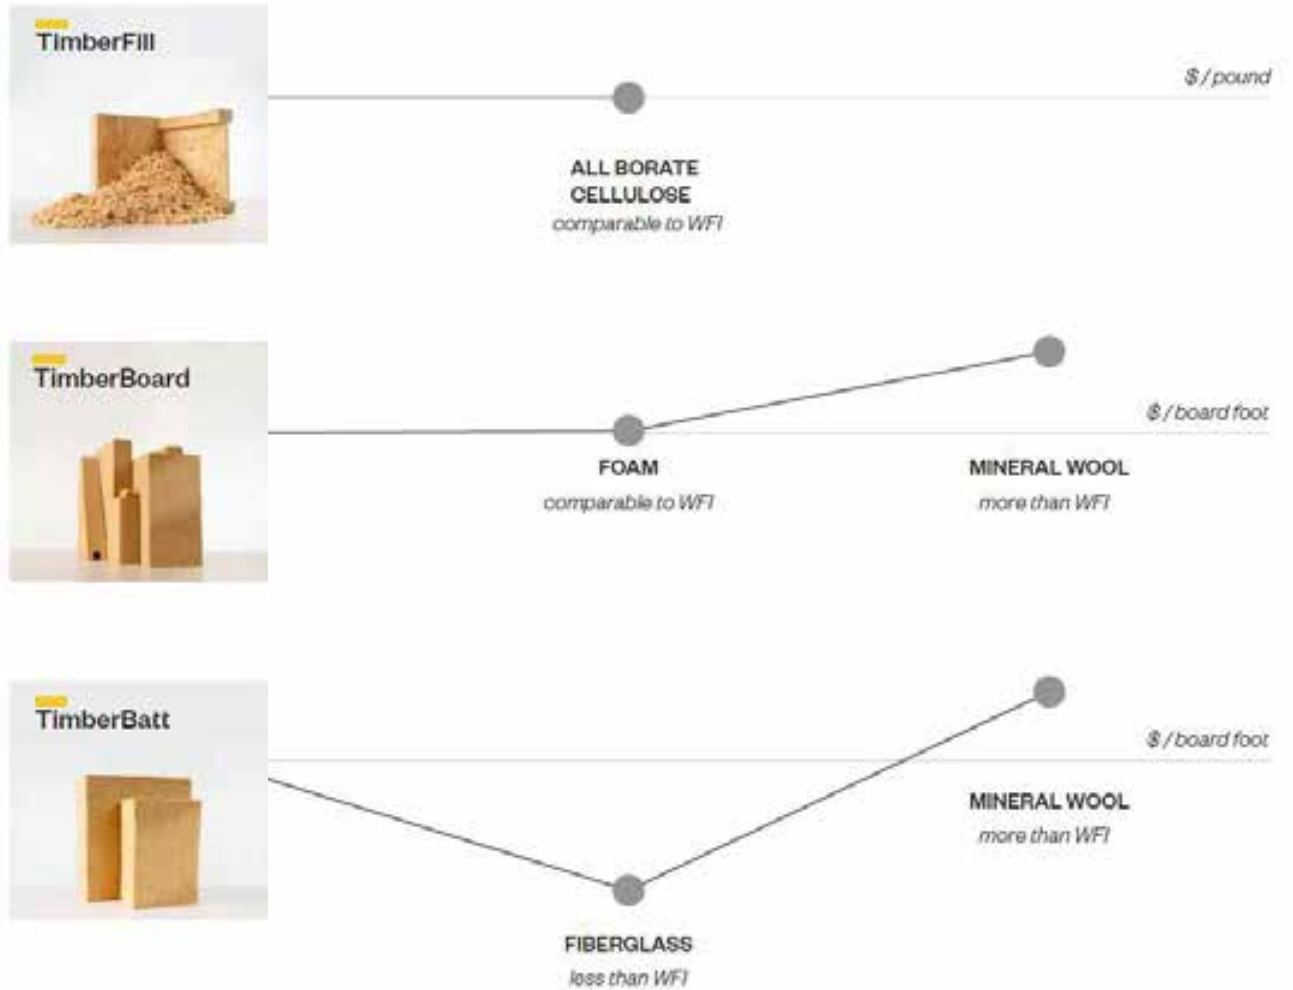 TimberFill
$ / pound
ALL BORATE
CELLULOSE
comparable to WFI
TimberBoard
$ / board foot
FOAM
MINERAL WOOL
comparable to WFI
more than WFI
TimberBatt
$ / board foot
MINERAL WOOL
more than WFI
FIBERGLASS
less than WFI